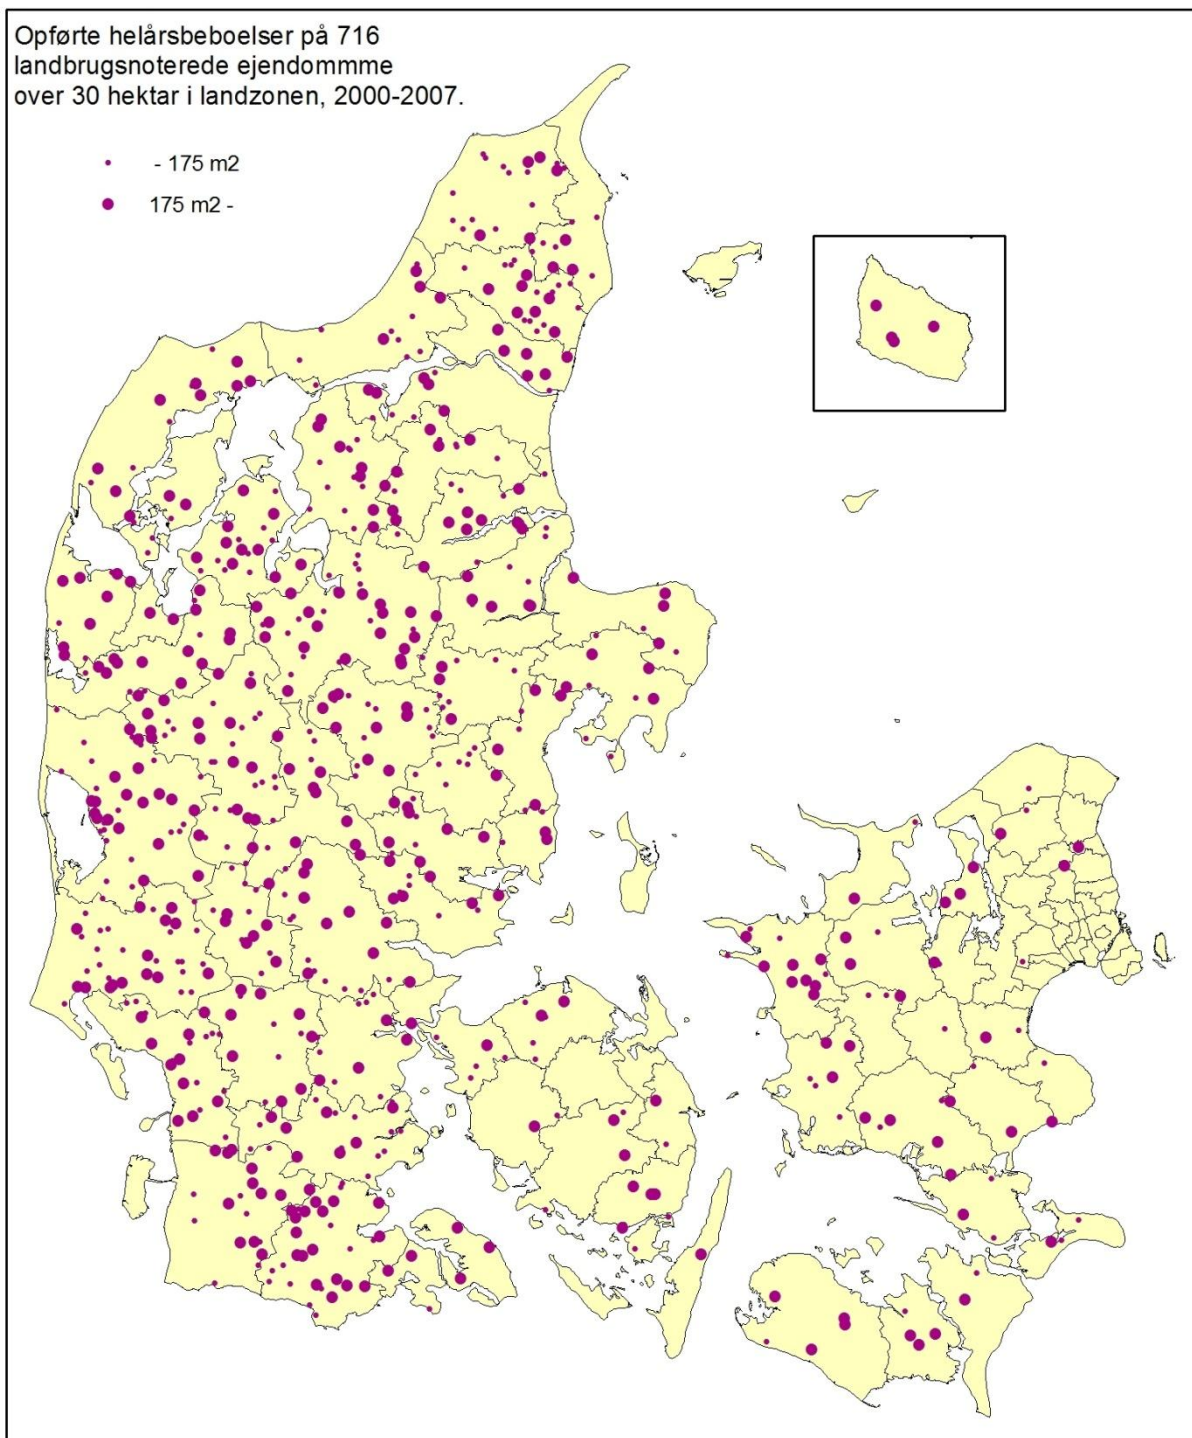 Opførte helårsbeboelser på 716
landbrugsnoterede ejendommme
over 30 hektar i landzonen, 2000-2007.
- 175 m2
175 m2 -